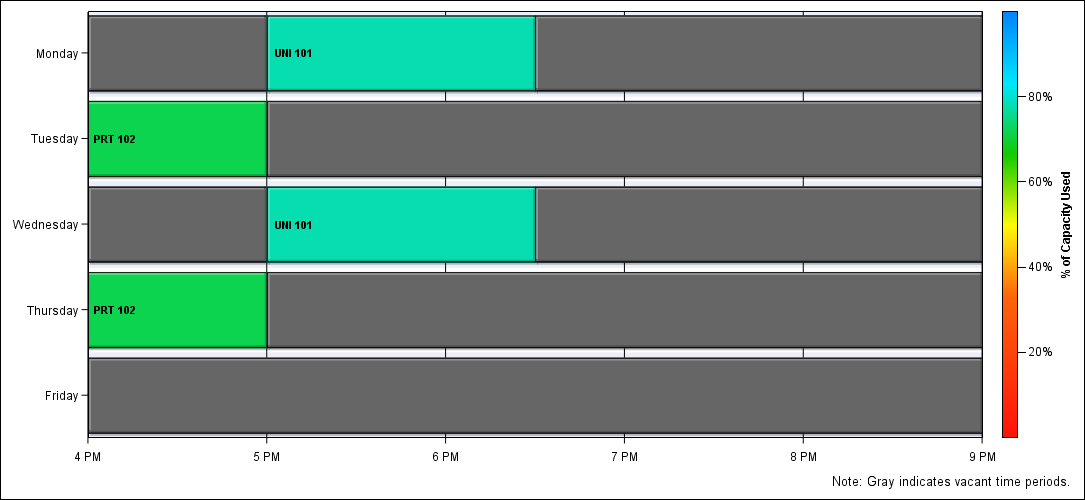 Monday
UNI 101
Tuesday
PRT 102
Wednesday
UNI 101
Thursday
PRT 102
Friday
4 PM 5 PM 6 PM 7 PM 8 PM 9 PM
80%
60%
40%
20%
% of Capacity Used
Note: Gray indicates vacant time periods.